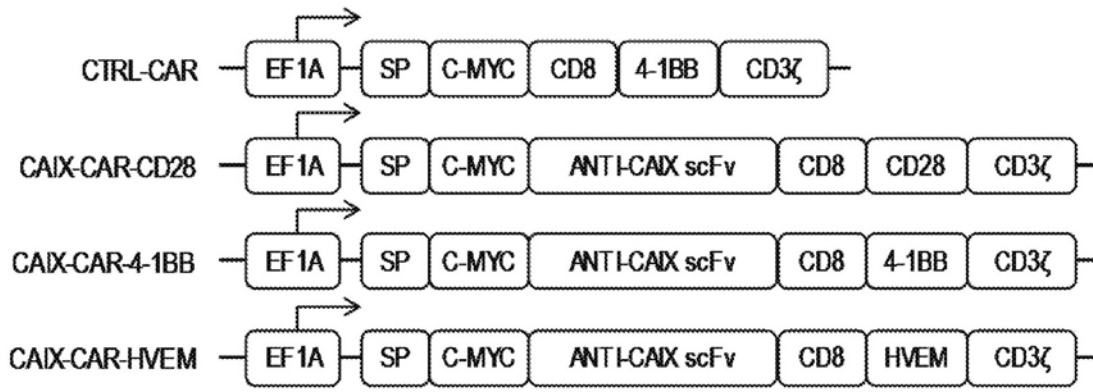 CTRL-CAR EF1A SP C-MYC CD8 4-1BB CD3ζ
CAIX-CAR-CD28 EF1A SP C-MYC ANTI-CAIX scFv CD8 CD28 CD3ζ
CAIX-CAR-4-1BB EF1A SP C-MYC ANTI-CAIX scFv CD8 4-1BB CD3ζ
CAIX-CAR-HVEM EF1A SP C-MYC ANTI-CAIX scFv CD8 HVEM CD3ζ